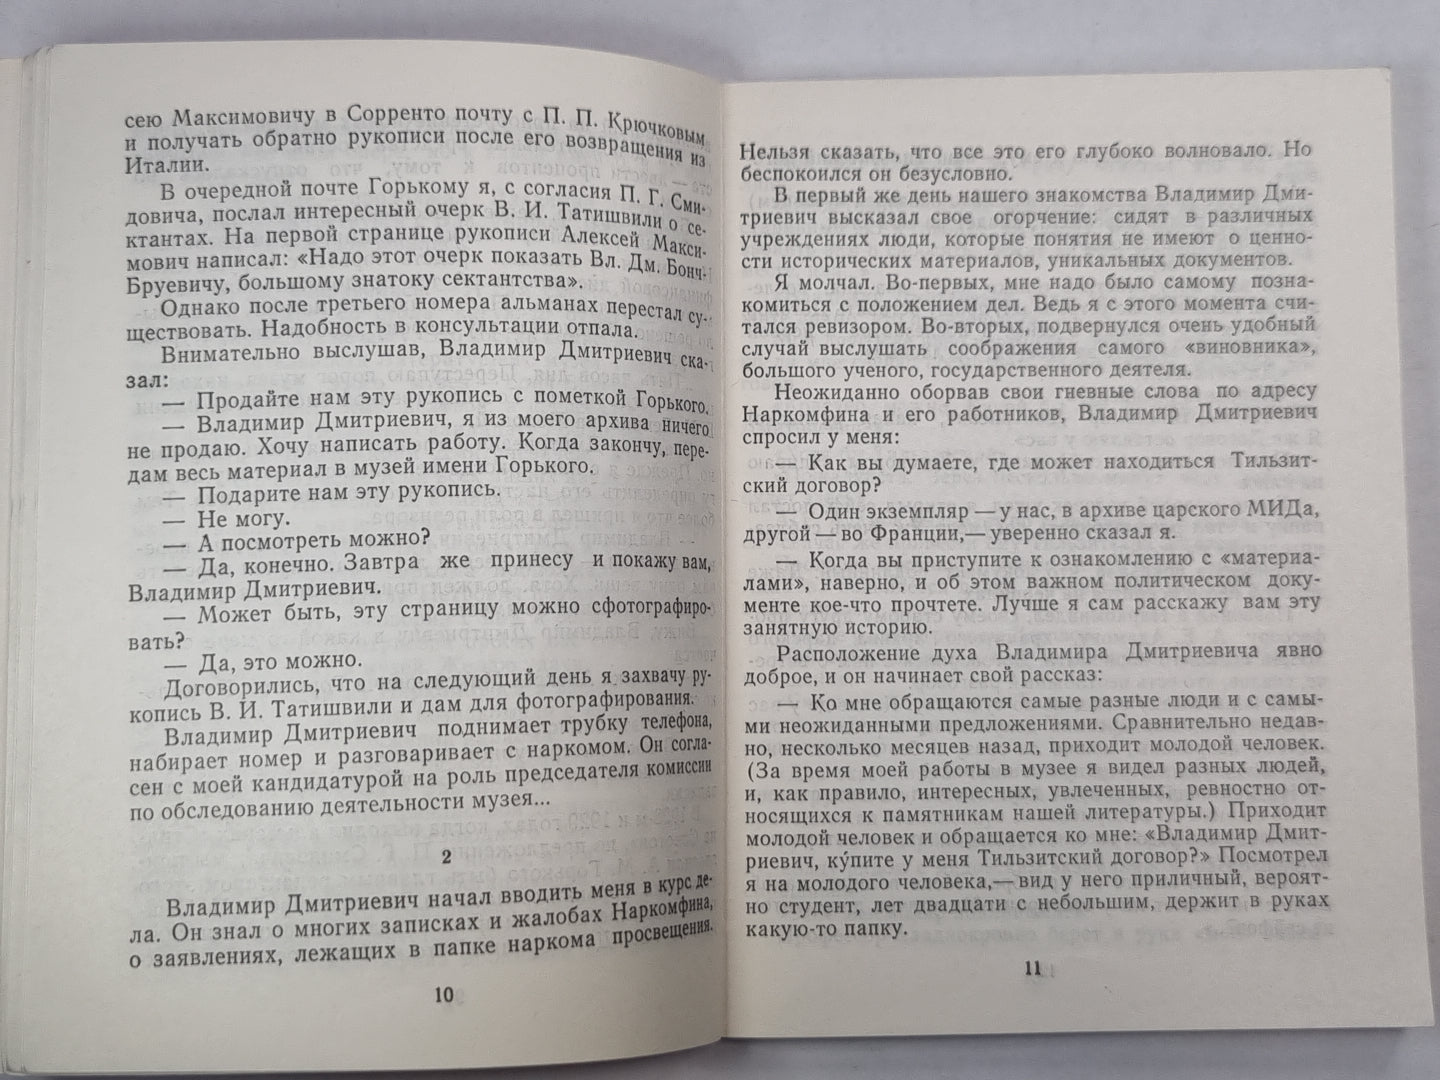 сею Максимовичу в Сорренто почту с П. П. Крючковым
и получать обратно рукописи после его возвращения из
Италии.
В очередной почте Горькому я, с согласия П. Г. Сми-
довича, послал интересный очерк В. И. Татишвили о се-
ктантах. На первой странице рукописи Алексей Макси-
мович написал: «Надо этот очерк показать Вл. Дм. Бонч-
Бруевичу, большому знатоку сектантства».
Однако после третьего номера альманах перестал су-
ществовать. Надобность в консультации отпала.
Внимательно выслушав, Владимир Дмитриевич ска-
зал:
— Продайте нам эту рукопись с пометкой Горького.
— Владимир Дмитриевич, я из моего архива ничего
не продаю. Хочу написать работу. Когда закончу, пере-
дам весь материал в музей имени Горького.
— Подарите нам эту рукопись.
— Не могу.
— А посмотреть можно?
— Да, конечно. Завтра же принесу и покажу вам,
Владимир Дмитриевич.
— Может быть, эту страницу можно сфотографиро-
вать?
— Да, это можно.
Договорились, что на следующий день я захвачу ру-
копись В. И. Татишвили и дам для фотографирования.
Владимир Дмитриевич поднимает трубку телефона,
набирает номер и разговаривает с наркомом. Он согла-
сен с моей кандидатурой на роль председателя комиссии
по обследованию деятельности музея...
2
Владимир Дмитриевич начал вводить меня в курс де-
ла. Он знал о многих записках и жалобах Наркомфина,
о заявлениях, лежащих в папке наркома просвещения.
10
Нельзя сказать, что все это его глубоко волновало. Но
беспокоился он безусловно.
В первый же день нашего знакомства Владимир Дми-
триевич высказал свое огорчение: сидят в различных
учреждениях люди, которые понятия не имеют о ценно-
сти исторических материалов, уникальных документов.
Я молчал. Во-первых, мне надо было самому позна-
комиться с положением дел. Ведь я с этого момента счи-
тался ревизором. Во-вторых, подвернулся очень удобный
случай выслушать соображения самого «виновника»,
большого ученого, государственного деятеля.
Неожиданно оборвав свои гневные слова по адресу
Наркомфина и его работников, Владимир Дмитриевич
спросил у меня:
— Как вы думаете, где может находиться Тильзит-
ский договор?
— Один экземпляр — у нас, в архиве царского МИДа,
другой — во Франции,— уверенно сказал я.
— Когда вы приступите к ознакомлению с «материа-
лами», наверно, и об этом важном политическом доку-
менте кое-что прочтете. Лучше я сам расскажу вам эту
занятную историю.
Расположение духа Владимира Дмитриевича явно
доброе, и он начинает свой рассказ:
— Ко мне обращаются самые разные люди и с самы-
ми неожиданными предложениями. Сравнительно недав-
но, несколько месяцев назад, приходит молодой человек.
(За время моей работы в музее я видел разных людей,
и, как правило, интересных, увлеченных, ревностно от-
носящихся к памятникам нашей литературы.) Приходит
молодой человек и обращается ко мне: «Владимир Дмит-
риевич, ку́пите у меня Тильзитский договор?» Посмотрел
я на молодого человека,— вид у него приличный, вероят-
но студент, лет двадцати с небольшим, держит в руках
какую-то папку.
11